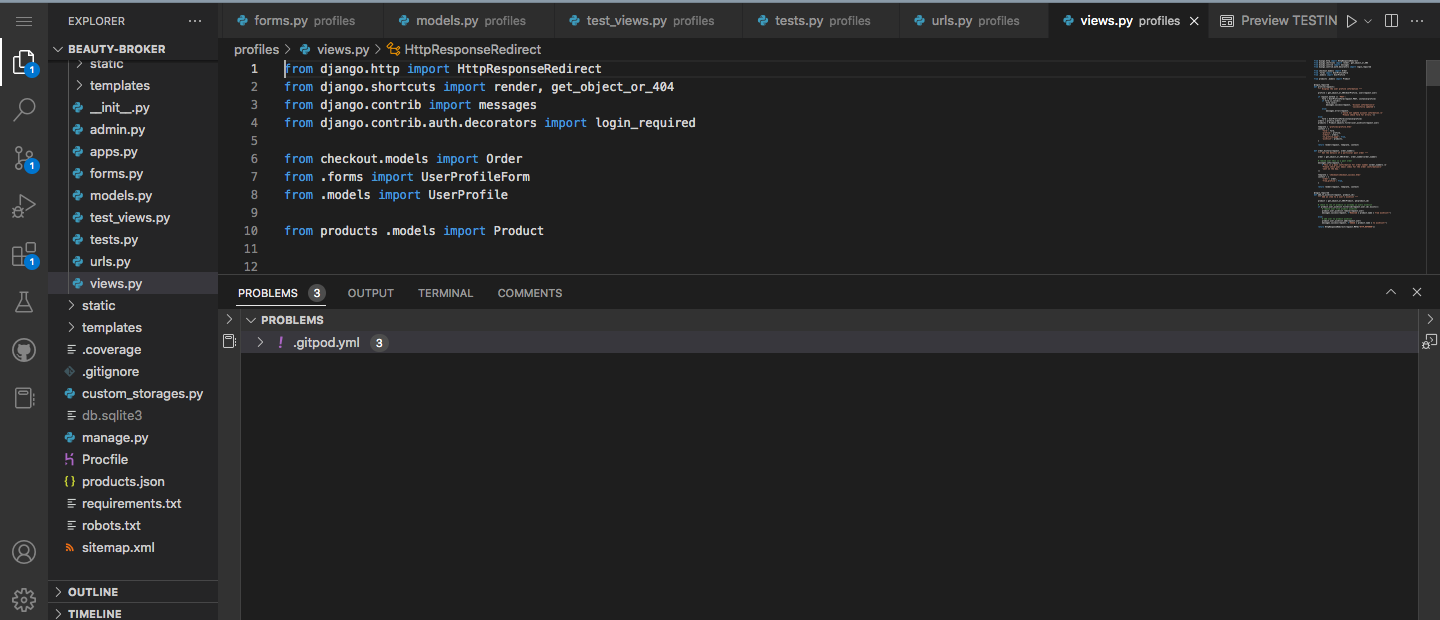 EXPLORER
BEAUTY-BROKER
static
templates
__init__.py
admin.py
apps.py
forms.py
models.py
test_views.py
tests.py
urls.py
views.py
static
templates
.coverage
.gitignore
custom_storages.py
db.sqlite3
manage.py
Procfile
products.json
requirements.txt
robots.txt
sitemap.xml
OUTLINE
TIMELINE
1
1
1
forms.py profiles
models.py profiles
test_views.py profiles
tests.py profiles
urls.py profiles
views.py profiles
Preview TESTIN
profiles > views.py > HttpResponseRedirect
1 from django.http import HttpResponseRedirect
2 from django.shortcuts import render, get_object_or_404
3 from django.contrib import messages
4 from django.contrib.auth.decorators import login_required
5
6 from checkout.models import Order
7 from .forms import UserProfileForm
8 from .models import UserProfile
9
10 from products .models import Product
11
12
PROBLEMS 3 OUTPUT TERMINAL COMMENTS
PROBLEMS
! .gitpod.yml 3